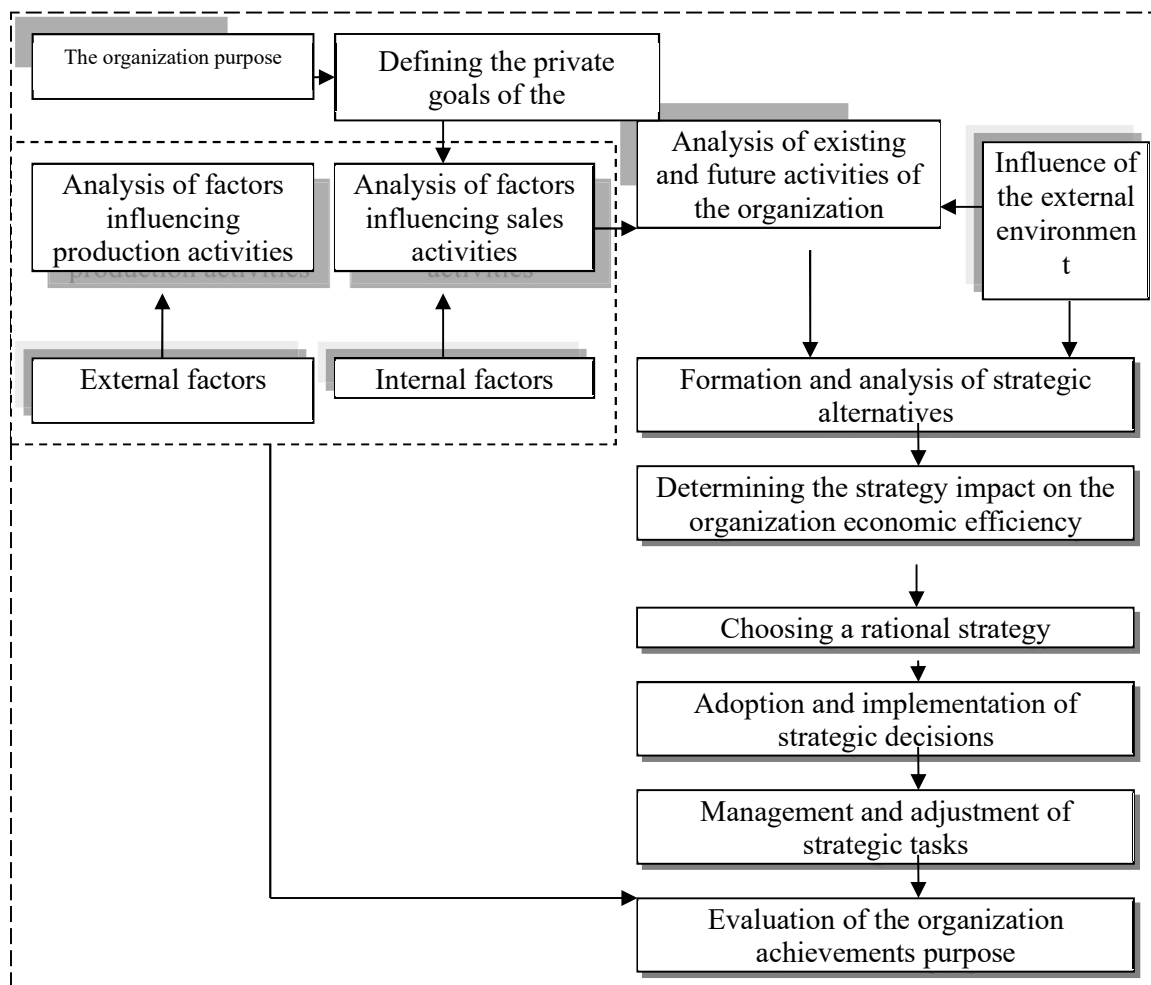 The organization purpose
Defining the private
goals of the
Analysis of existing
and future activities of
the organization
Influence of
the external
environmen
t
Analysis of factors
influencing
production activities
production activities
Analysis of factors
influencing sales
activities
activities
External factors
Internal factors
Formation and analysis of strategic
alternatives
Determining the strategy impact on the
organization economic efficiency
Choosing a rational strategy
Adoption and implementation of
strategic decisions
Management and adjustment of
strategic tasks
Evaluation of the organization
achievements purpose